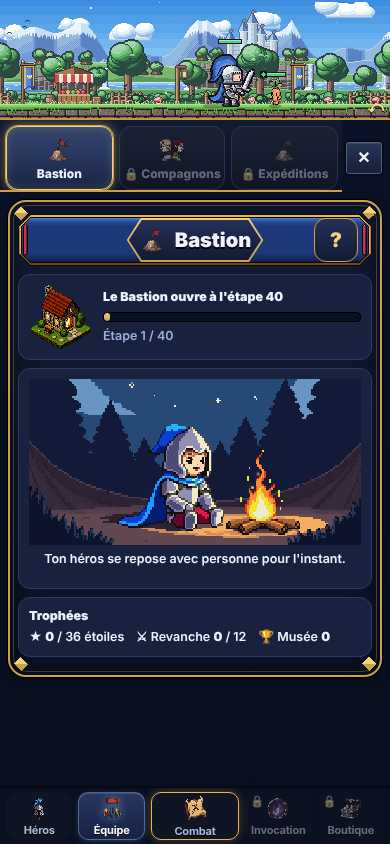 Bastion
Compagnons
Expéditions
×
Bastion
?
Le Bastion ouvre à l'étape 40
Étape 1 / 40
Ton héros se repose avec personne pour l'instant.
Trophées
★ 0 / 36 étoiles ⚔ Revanche 0 / 12 🏆 Musée 0
Héros
Équipe
Combat
Invocation
Boutique